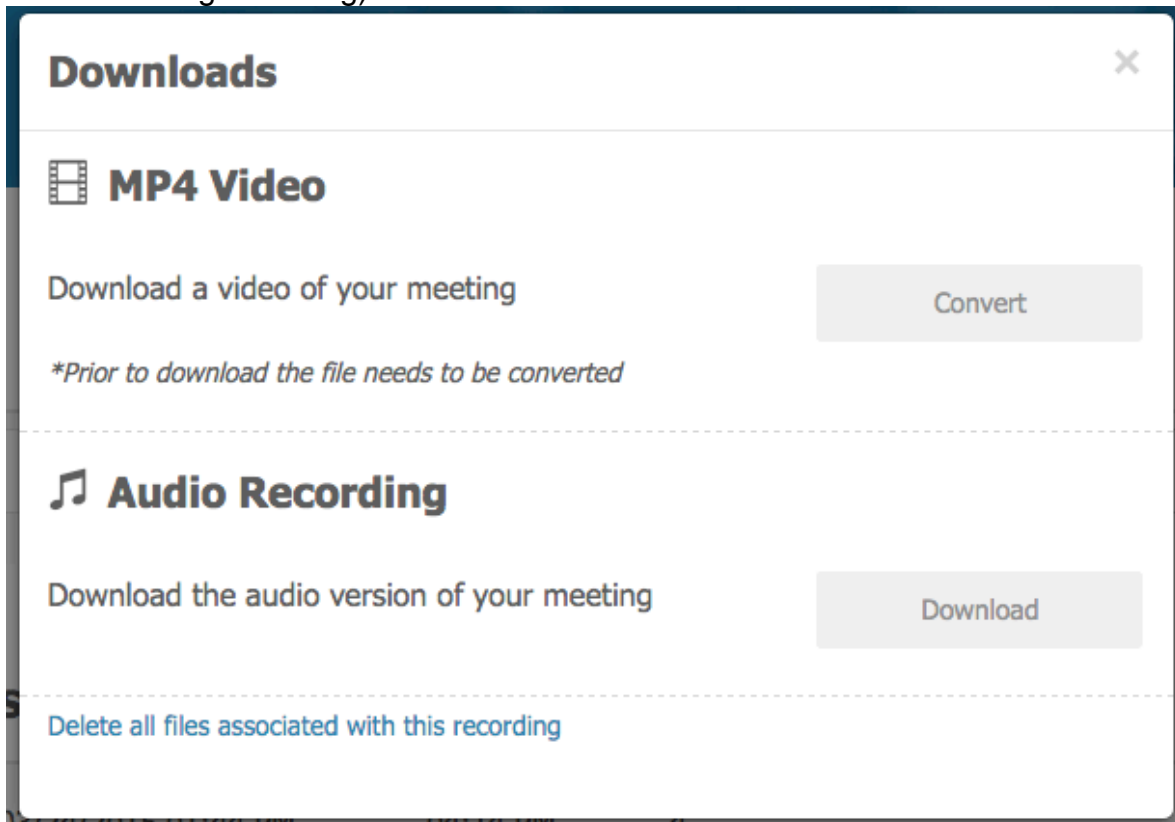 Downloads ×
MP4 Video
Download a video of your meeting
Convert
*Prior to download the file needs to be converted
Audio Recording
Download the audio version of your meeting
Download
Delete all files associated with this recording